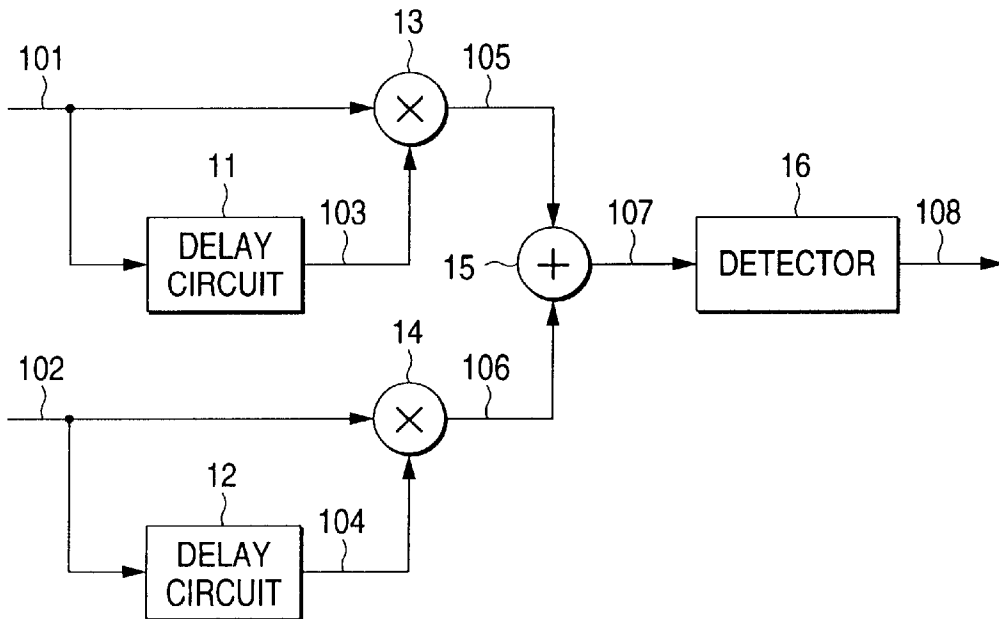 13
101
105
11
103
DELAY
CIRCUIT
16
107
108
15
DETECTOR
14
102
106
12
104
DELAY
CIRCUIT